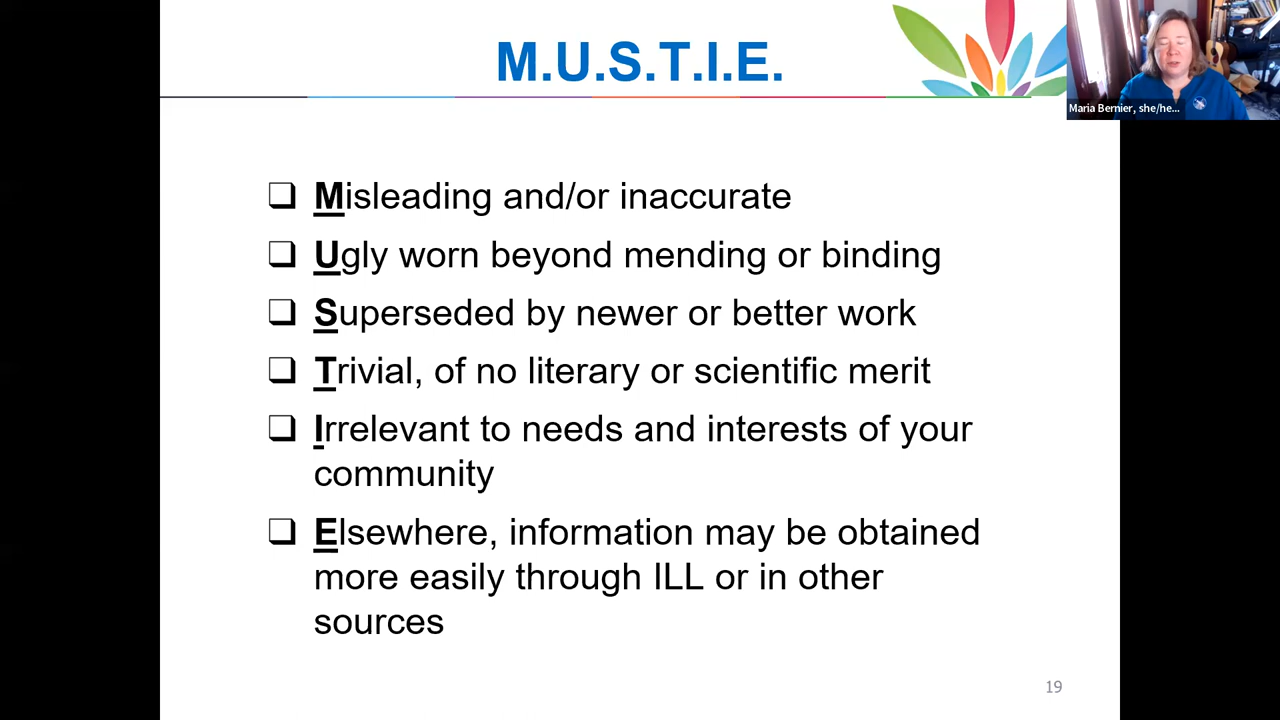 M.U.S.T.I.E.
Maria Bernier, she/he...
❑ Misleading and/or inaccurate
❑ Ugly worn beyond mending or binding
❑ Superseded by newer or better work
❑ Trivial, of no literary or scientific merit
❑ Irrelevant to needs and interests of your
community
❑ Elsewhere, information may be obtained
more easily through ILL or in other
sources
19